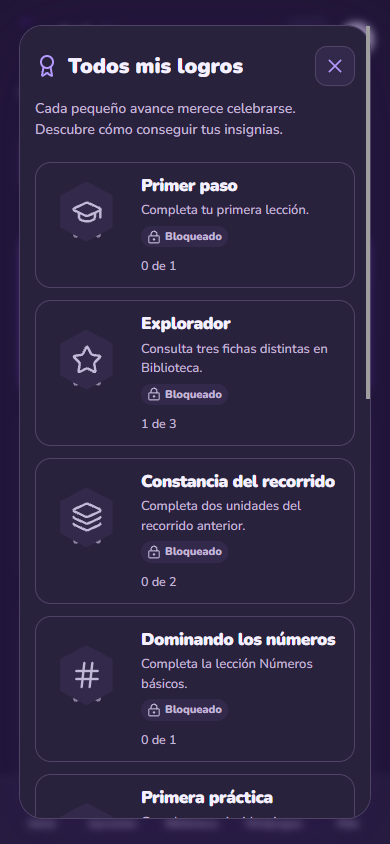 Todos mis logros
Cada pequeño avance merece celebrarse.
Descubre cómo conseguir tus insignias.
Primer paso
Completa tu primera lección.
Bloqueado
0 de 1
Explorador
Consulta tres fichas distintas en
Biblioteca.
Bloqueado
1 de 3
Constancia del recorrido
Completa dos unidades del
recorrido anterior.
Bloqueado
0 de 2
Dominando los números
Completa la lección Números
básicos.
Bloqueado
0 de 1
Primera práctica